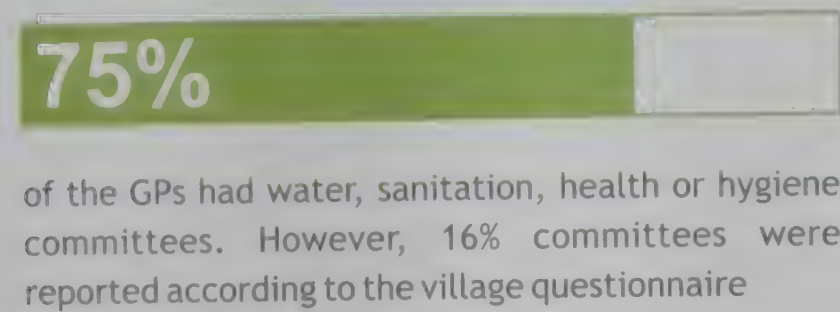 75%
of the GPs had water, sanitation, health or hygiene
committees. However, 16% committees were
reported according to the village questionnaire